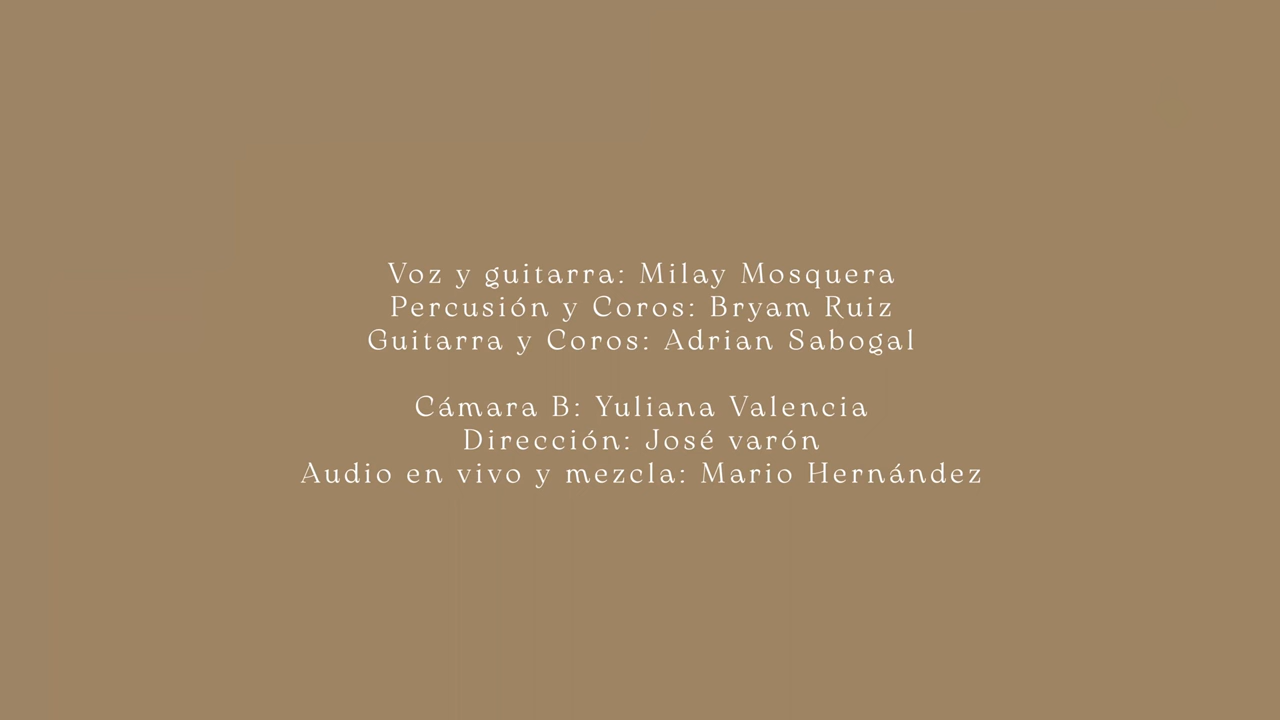 Voz y guitarra: Milay Mosquera
Percusión y Coros: Bryam Ruiz
Guitarra y Coros: Adrian Sabogal
Cámara B: Yuliana Valencia
Dirección: José varón
Audio en vivo y mezcla: Mario Hernández